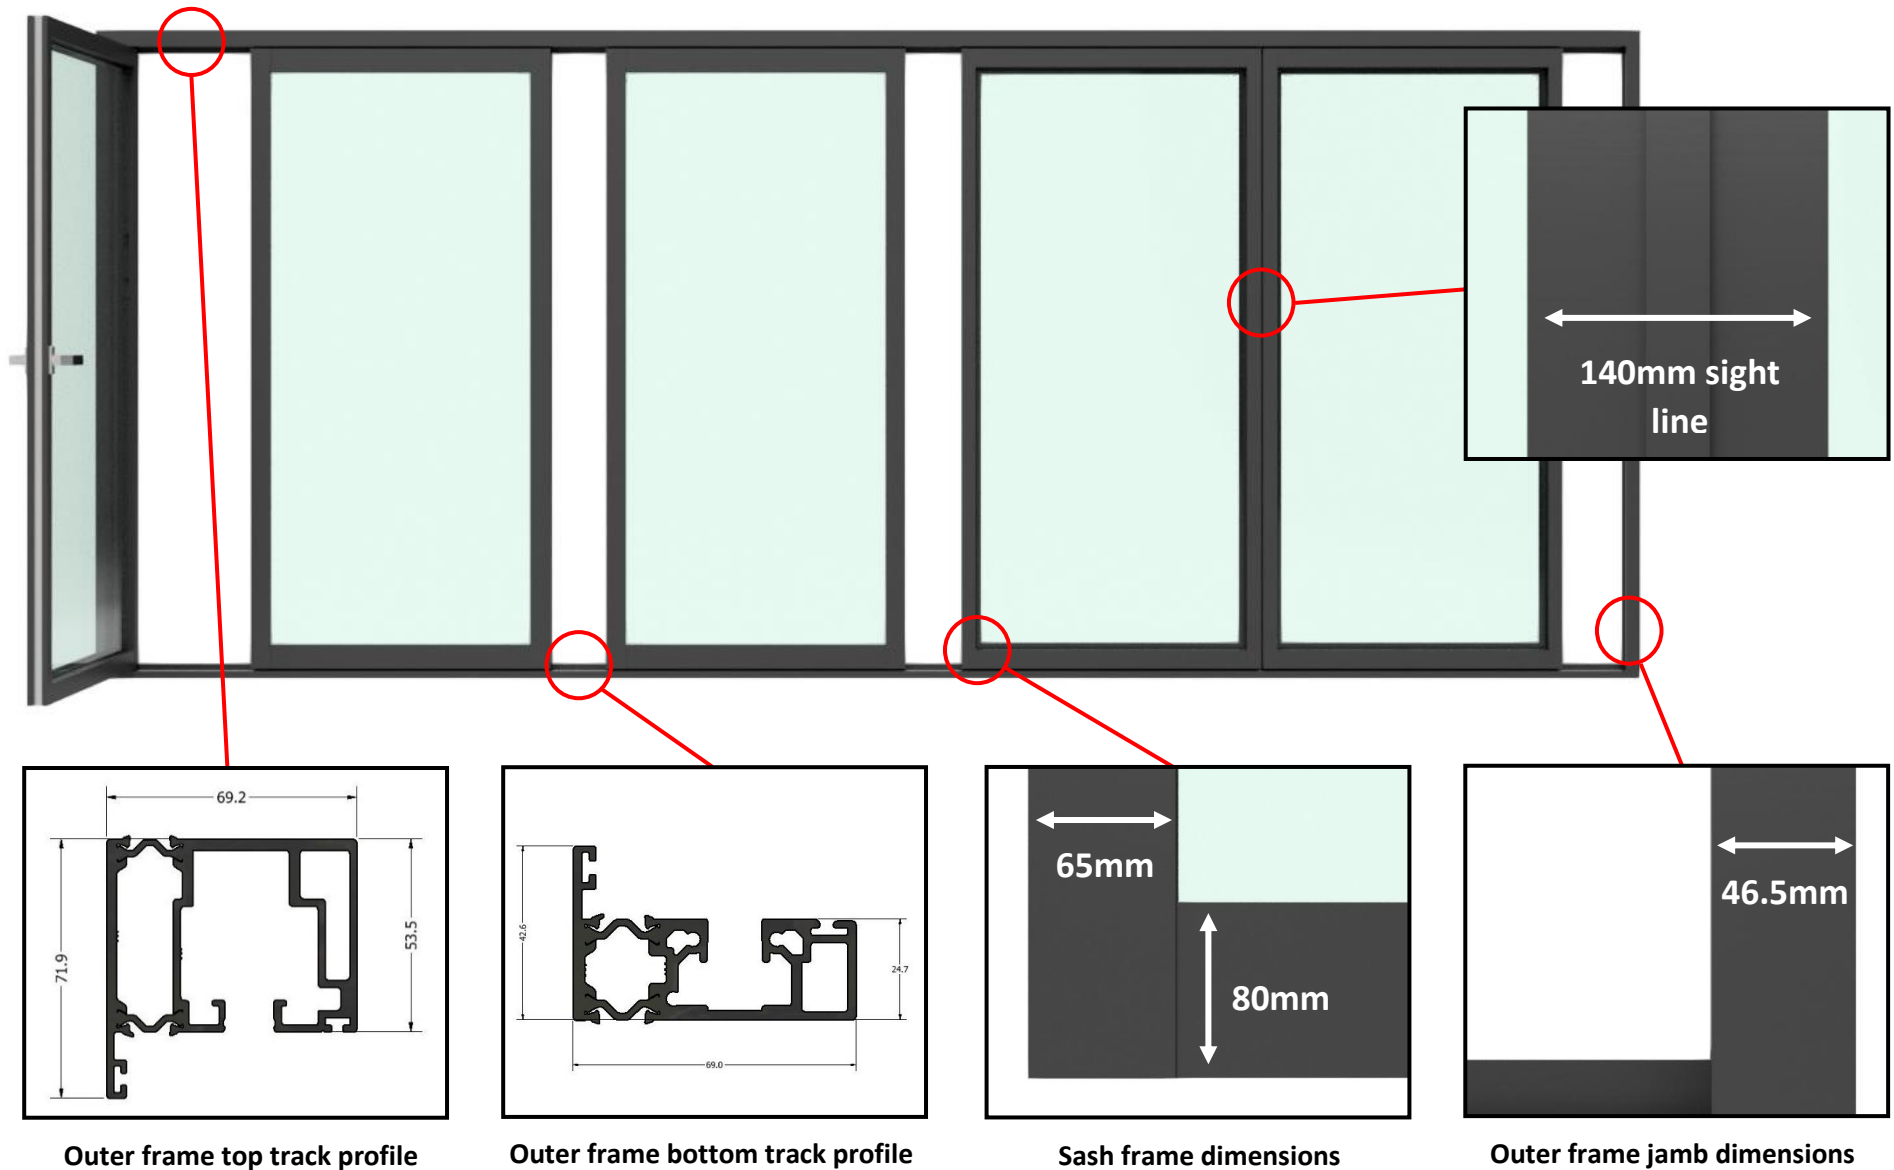 140mm sight
line
69.2
71.9
53.5
42.6
24.7
69.0
65mm
80mm
46.5mm
Outer frame top track profile
Outer frame bottom track profile
Sash frame dimensions
Outer frame jamb dimensions